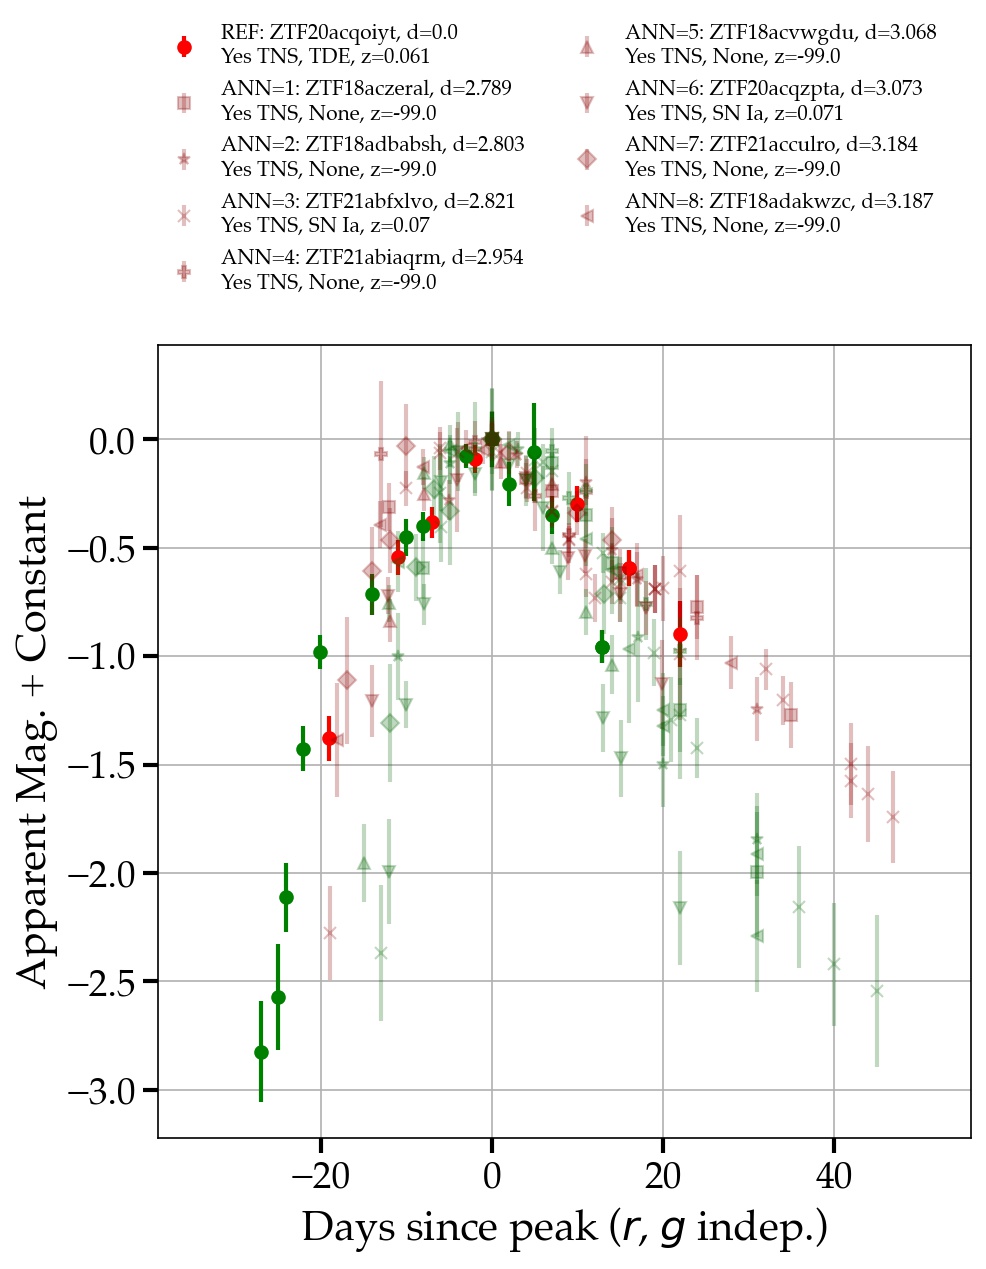 REF: ZTF20acqoiyt, d=0.0
Yes TNS, TDE, z=0.061
ANN=1: ZTF18aczeral, d=2.789
Yes TNS, None, z=-99.0
ANN=2: ZTF18adbabsh, d=2.803
Yes TNS, None, z=-99.0
ANN=3: ZTF21abfxlvo, d=2.821
Yes TNS, SN Ia, z=0.07
ANN=4: ZTF21abiaqrm, d=2.954
Yes TNS, None, z=-99.0
ANN=5: ZTF18acvwgdu, d=3.068
Yes TNS, None, z=-99.0
ANN=6: ZTF20acqzpta, d=3.073
Yes TNS, SN Ia, z=0.071
ANN=7: ZTF21acculro, d=3.184
Yes TNS, None, z=-99.0
ANN=8: ZTF18adakwzc, d=3.187
Yes TNS, None, z=-99.0
Apparent Mag. + Constant
0.0
−0.5
−1.0
−1.5
−2.0
−2.5
−3.0
−20
0
20
40
Days since peak (r, g indep.)